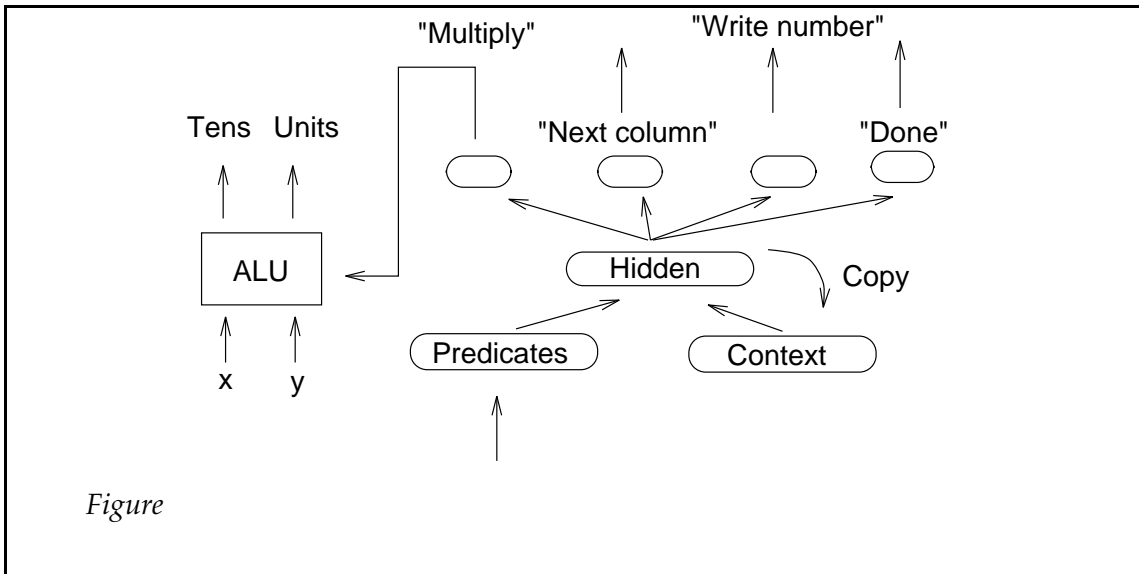 "Multiply" "Write number"
Tens Units "Next column" "Done"
ALU Hidden Copy
Predicates Context
x y
Figure